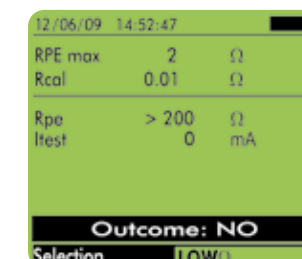 12/06/09 14:52:47
RPE max 2 Ω
Rcal 0.01 Ω
Rpe > 200 Ω
Itest 0 mA
Outcome: NO
Selection LOWΩ